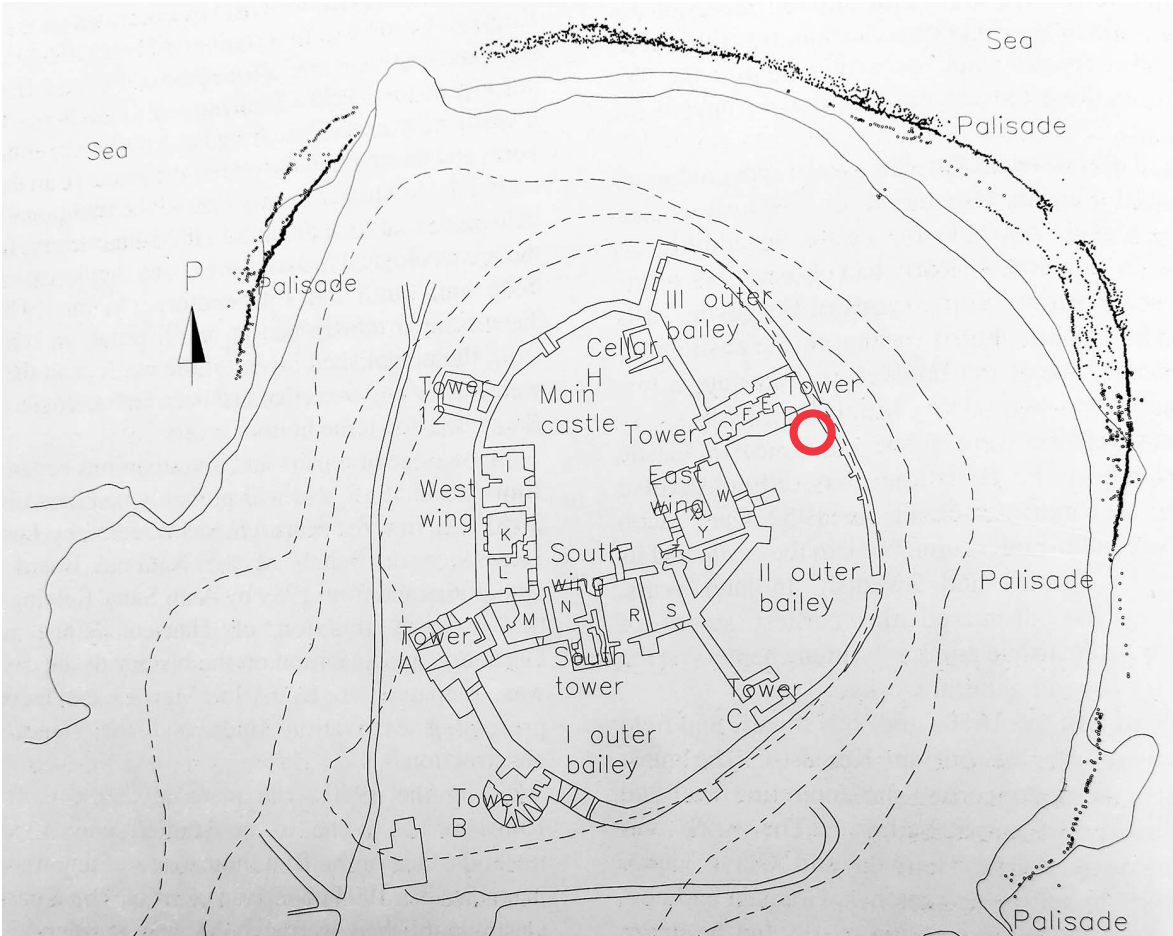 Sea
Sea
Palisade
P
Palisade
III outer
bailey
Cellar
H
Tower
12
Main
castle
Tower
D
E
F
G
Tower
East
wing
W
Y
West
wing
K
South
wing
Z
U
II outer
bailey
Palisade
M
N
R
S
Tower
A
South
tower
Tower
C
I outer
bailey
Tower
B
Palisade